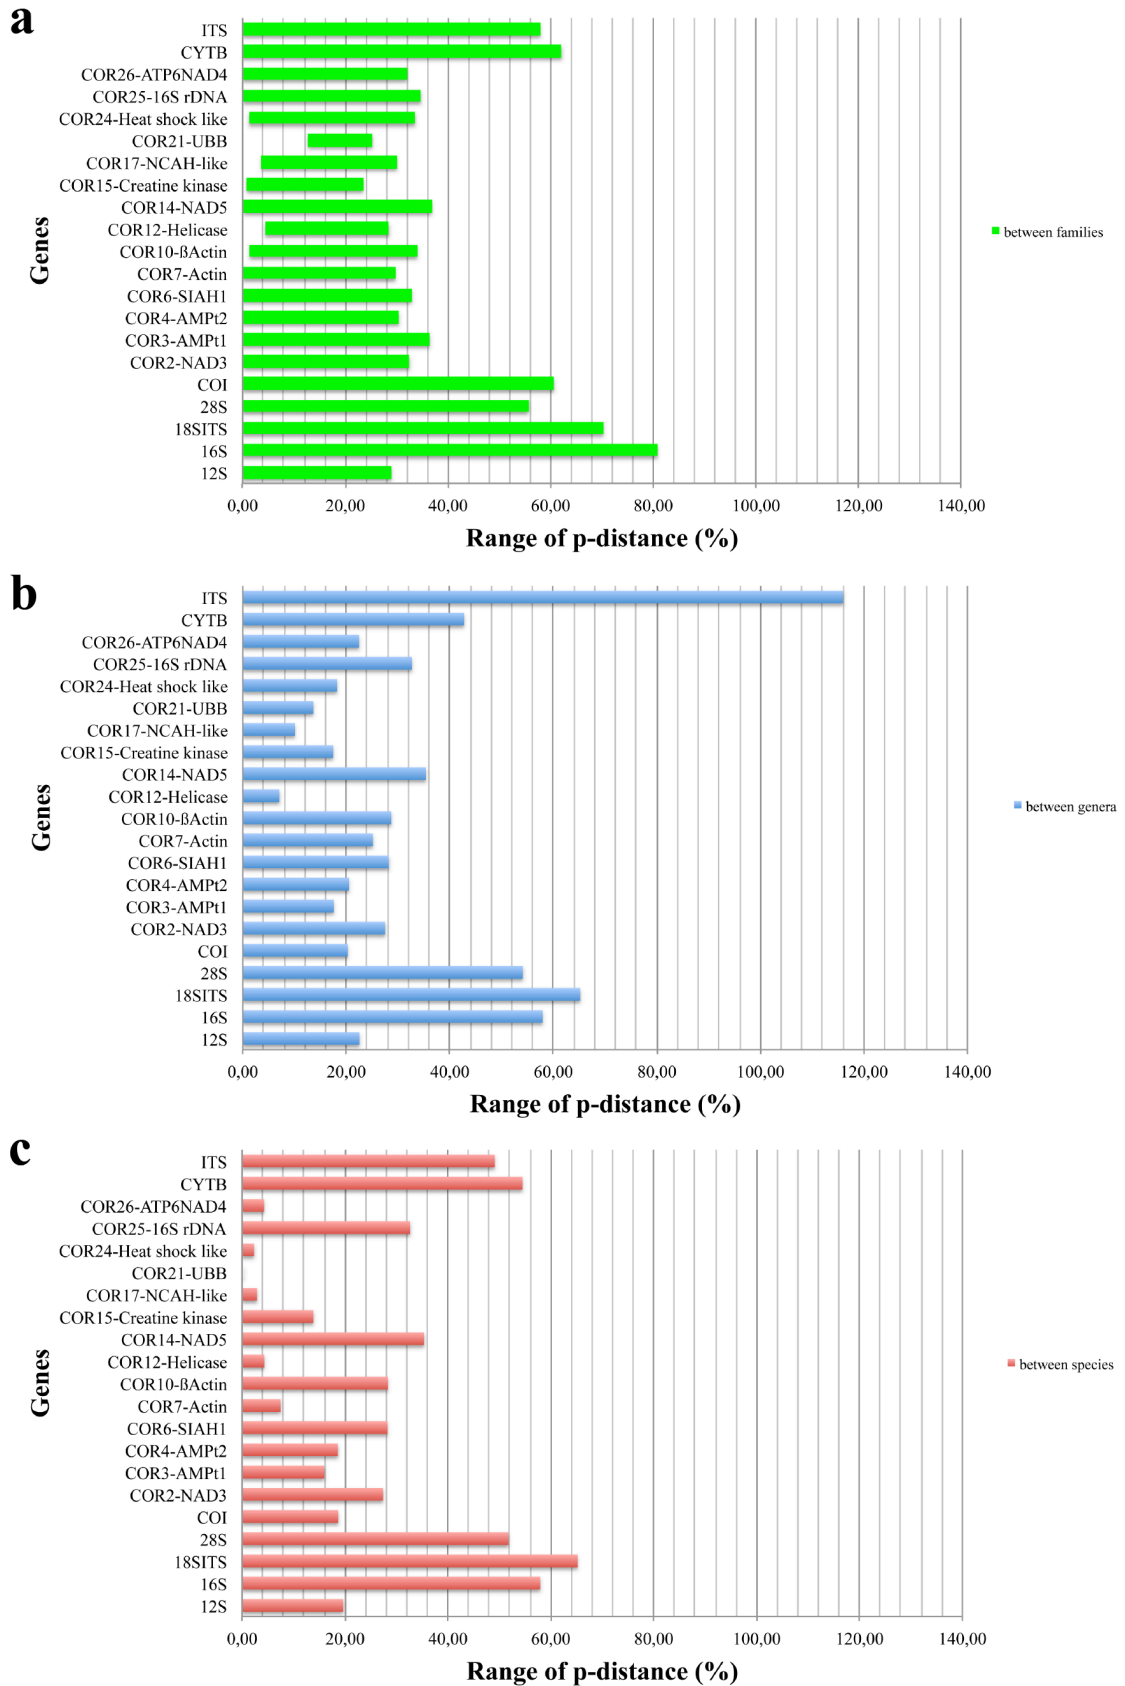 a
ITS
CYTB
COR26-ATP6NAD4
COR25-16S rDNA
COR24-Heat shock like
COR21-UBB
COR17-NCAH-like
COR15-Creatine kinase
COR14-NAD5
COR12-Helicase
COR10-ßActin
COR7-Actin
COR6-SIAH1
COR4-AMPt2
COR3-AMPt1
COR2-NAD3
COI
28S
18SITS
16S
12S
Genes
between families
0,00 20,00 40,00 60,00 80,00 100,00 120,00 140,00
Range of p-distance (%)
b
ITS
CYTB
COR26-ATP6NAD4
COR25-16S rDNA
COR24-Heat shock like
COR21-UBB
COR17-NCAH-like
COR15-Creatine kinase
COR14-NAD5
COR12-Helicase
COR10-ßActin
COR7-Actin
COR6-SIAH1
COR4-AMPt2
COR3-AMPt1
COR2-NAD3
COI
28S
18SITS
16S
12S
Genes
between genera
0,00 20,00 40,00 60,00 80,00 100,00 120,00 140,00
Range of p-distance (%)
c
ITS
CYTB
COR26-ATP6NAD4
COR25-16S rDNA
COR24-Heat shock like
COR21-UBB
COR17-NCAH-like
COR15-Creatine kinase
COR14-NAD5
COR12-Helicase
COR10-ßActin
COR7-Actin
COR6-SIAH1
COR4-AMPt2
COR3-AMPt1
COR2-NAD3
COI
28S
18SITS
16S
12S
Genes
between species
0,00 20,00 40,00 60,00 80,00 100,00 120,00 140,00
Range of p-distance (%)